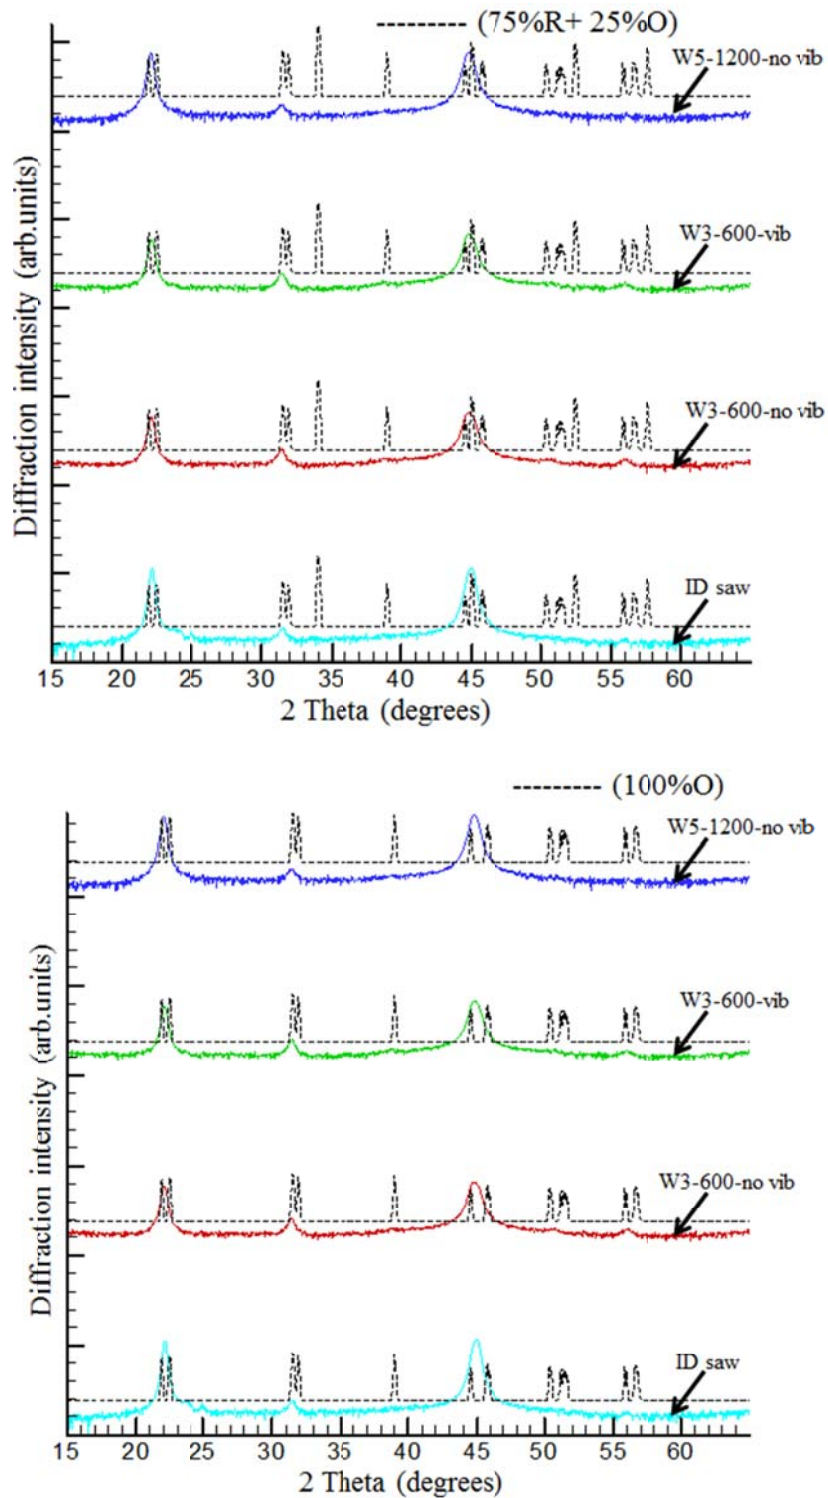 (75%R+ 25%O)
W5-1200-no vib
W3-600-vib
W3-600-no vib
ID saw
Diffraction intensity (arb.units)
15 20 25 30 35 40 45 50 55 60
2 Theta (degrees)
(100%O)
W5-1200-no vib
W3-600-vib
W3-600-no vib
ID saw
Diffraction intensity (arb.units)
15 20 25 30 35 40 45 50 55 60
2 Theta (degrees)